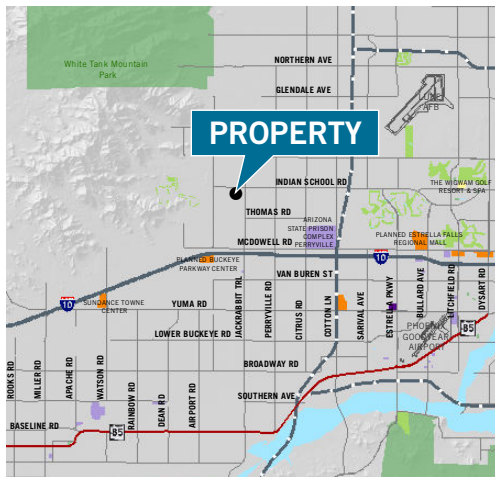 White Tank Mountain
Park
NORTHERN AVE
GLENDALE AVE
LUKE
AFB
PROPERTY
INDIAN SCHOOL RD
THE WIGWAM GOLF
RESORT & SPA
THOMAS RD
ARIZONA
STATE PRISON
COMPLEX
PERRYVILLE
PLANNED ESTRELLA FALLS
REGIONAL MALL
MCDOWELL RD
10
PLANNED BUCKEYE
PARKWAY CENTER
VAN BUREN ST
JACKRABBIT TRL
PERRYVILLE RD
CITRUS RD
COTTON LN
SARIVAL AVE
ESTRELLA PKWY
BULLARD AVE
LITCHFIELD RD
DYSART RD
10
SUNDANCE TOWNE
CENTER
YUMA RD
LOWER BUCKEYE RD
PHOENIX
GOODYEAR
AIRPORT
85
BROADWAY RD
ROOKS RD
MILLER RD
APACHE RD
WATSON RD
RAINBOW RD
DEAN RD
AIRPORT RD
SOUTHERN AVE
BASELINE RD
85